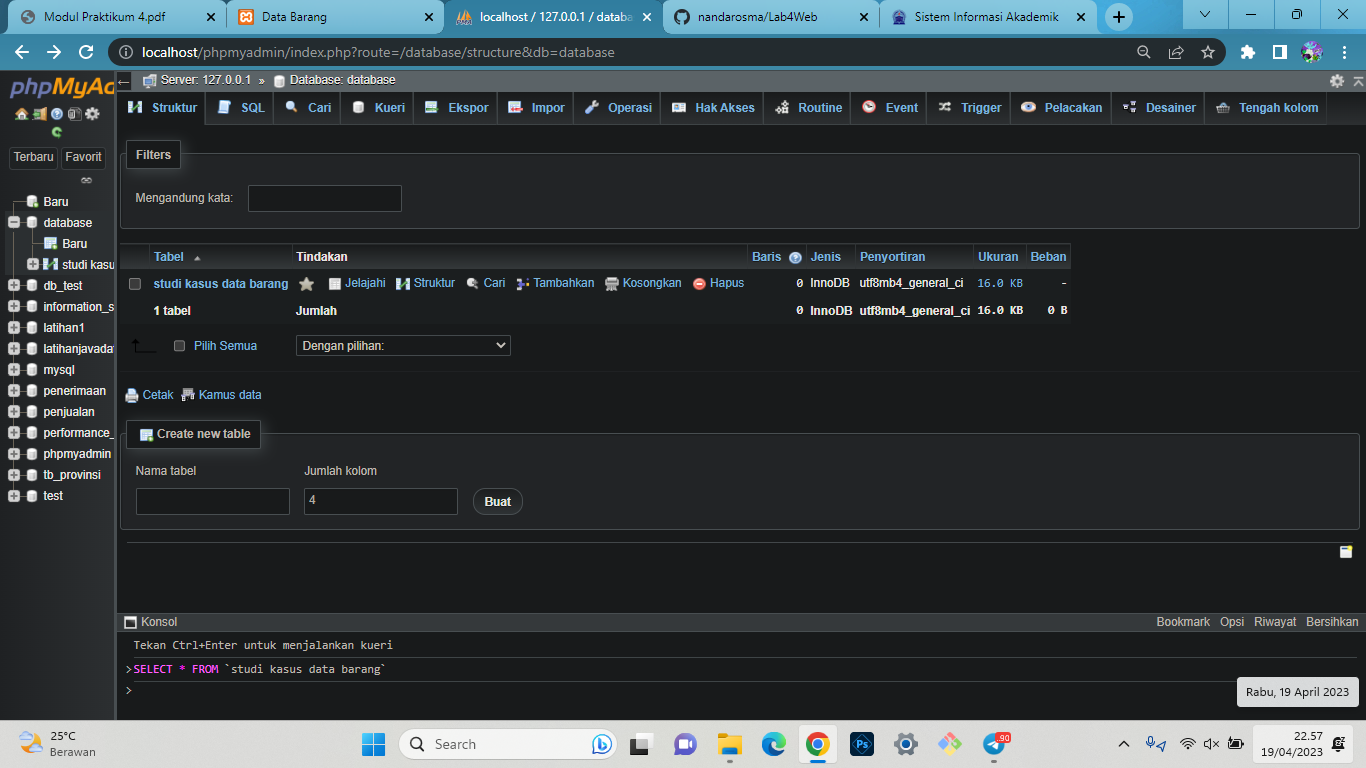 Modul Praktikum 4.pdf
Data Barang
localhost / 127.0.0.1 / databa
nandarosma/Lab4Web
Sistem Informasi Akademik
localhost/phpmyadmin/index.php?route=/database/structure&db=database
phpMyAd
Server: 127.0.0.1 » Database: database
Struktur SQL Cari Kueri Ekspor Impor Operasi Hak Akses Routine Event Trigger Pelacakan Desainer Tengah kolom
Terbaru Favorit
Baru
database
Baru
studi kasu
db_test
information_s
latihan1
latihanjavadat
mysql
penerimaan
penjualan
performance_
phpmyadmin
tb_provinsi
test
Filters
Mengandung kata:
Tabel Tindakan Baris Jenis Penyortiran Ukuran Beban
studi kasus data barang Jelajahi Struktur Cari Tambahkan Kosongkan Hapus 0 InnoDB utf8mb4_general_ci 16.0 KB -
1 tabel Jumlah 0 InnoDB utf8mb4_general_ci 16.0 KB 0 B
Pilih Semua Dengan pilihan:
Cetak Kamus data
Create new table
Nama tabel Jumlah kolom
4 Buat
Konsol Bookmark Opsi Riwayat Bersihkan
Tekan Ctrl+Enter untuk menjalankan kueri
>SELECT * FROM `studi kasus data barang`
>
Rabu, 19 April 2023
25°C
Berawan
Search
Ps
90
22.57
19/04/2023